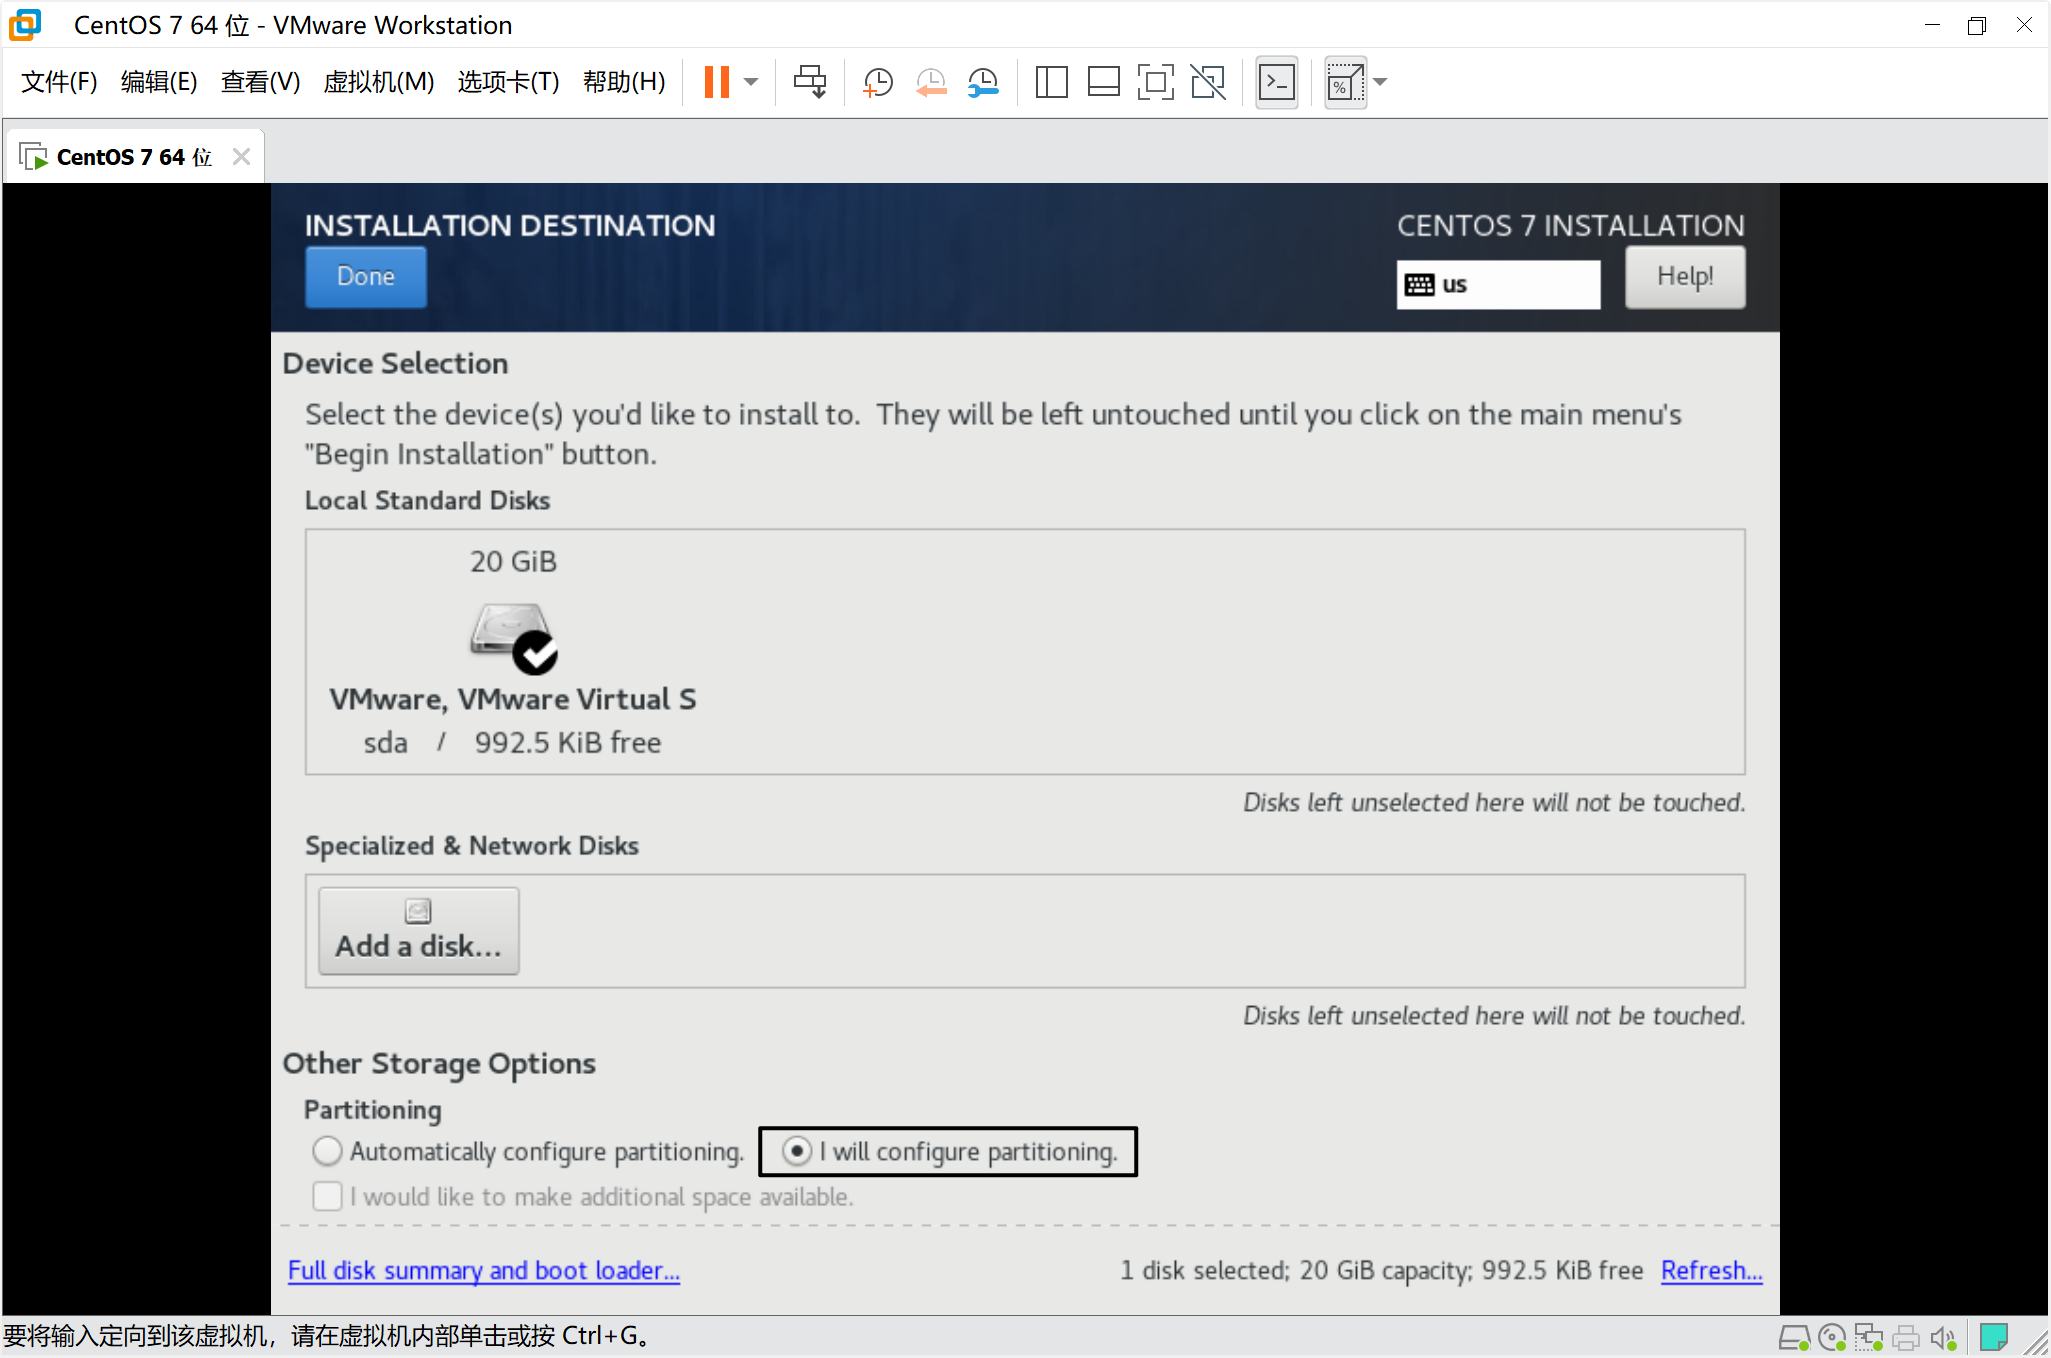 CentOS 7 64 位 - VMware Workstation
文件(F) 编辑(E) 查看(V) 虚拟机(M) 选项卡(T) 帮助(H)
CentOS 7 64 位
INSTALLATION DESTINATION
CENTOS 7 INSTALLATION
Done
us
Help!
Device Selection
Select the device(s) you'd like to install to.  They will be left untouched until you click on the main menu's
"Begin Installation" button.
Local Standard Disks
20 GiB
VMware, VMware Virtual S
sda / 992.5 KiB free
Disks left unselected here will not be touched.
Specialized & Network Disks
Add a disk...
Disks left unselected here will not be touched.
Other Storage Options
Partitioning
Automatically configure partitioning. I will configure partitioning.
I would like to make additional space available.
Full disk summary and boot loader...
1 disk selected; 20 GiB capacity; 992.5 KiB free Refresh...
要将输入定向到该虚拟机，请在虚拟机内部单击或按 Ctrl+G。